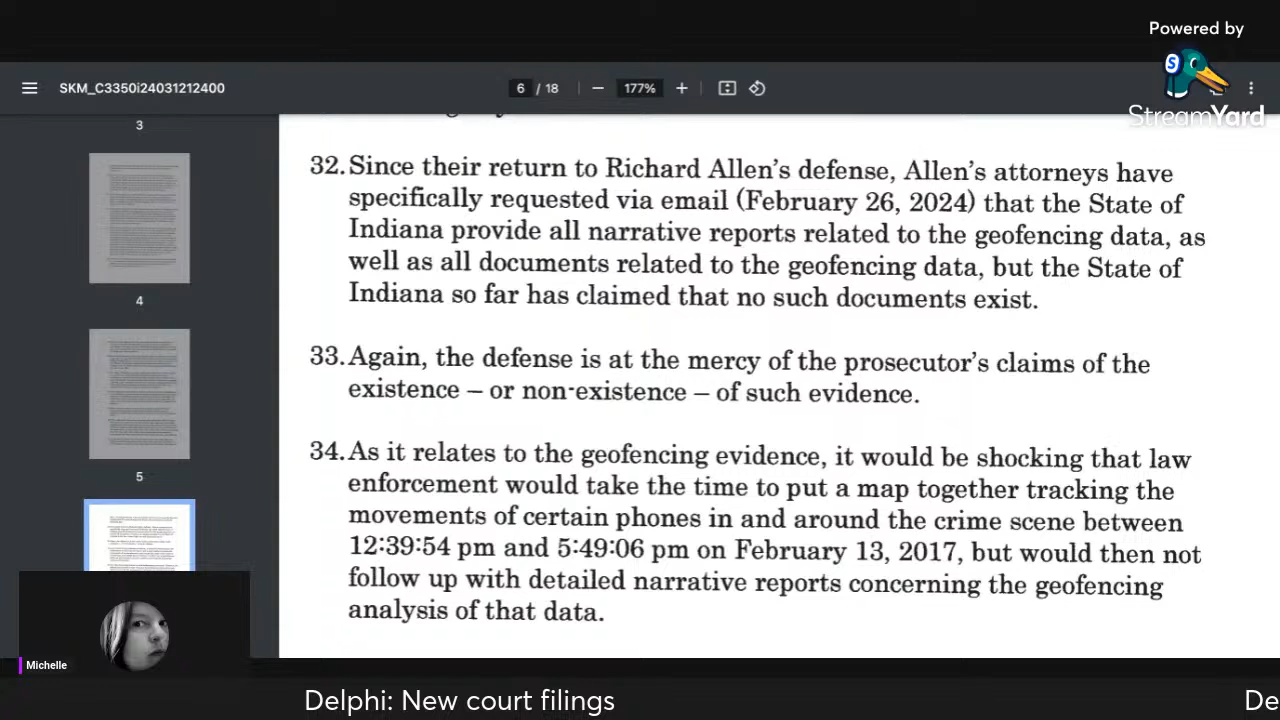 Powered by
StreamYard
SKM_C3350i24031212400
6 / 18
177%
3
4
5
32. Since their return to Richard Allen's defense, Allen's attorneys have
specifically requested via email (February 26, 2024) that the State of
Indiana provide all narrative reports related to the geofencing data, as
well as all documents related to the geofencing data, but the State of
Indiana so far has claimed that no such documents exist.
33. Again, the defense is at the mercy of the prosecutor's claims of the
existence – or non-existence – of such evidence.
34. As it relates to the geofencing evidence, it would be shocking that law
enforcement would take the time to put a map together tracking the
movements of certain phones in and around the crime scene between
12:39:54 pm and 5:49:06 pm on February 13, 2017, but would then not
follow up with detailed narrative reports concerning the geofencing
analysis of that data.
Michelle
Delphi: New court filings
De